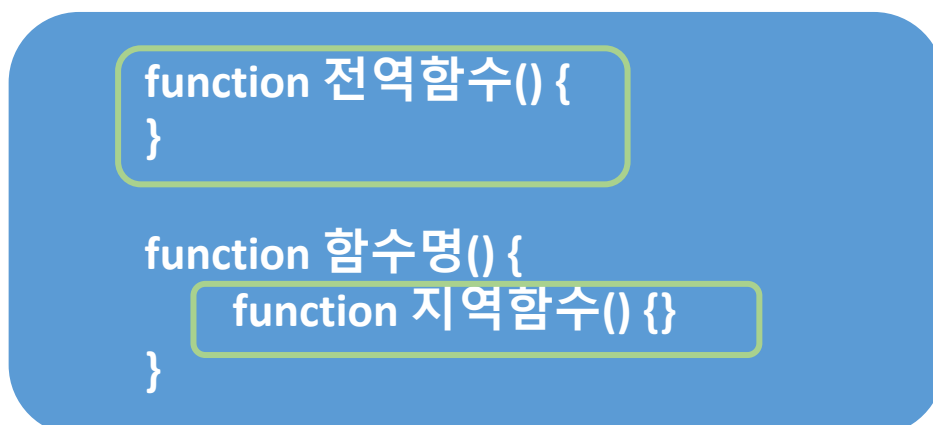 function 전역함수() {
}
function 함수명() {
function 지역함수() {}
}